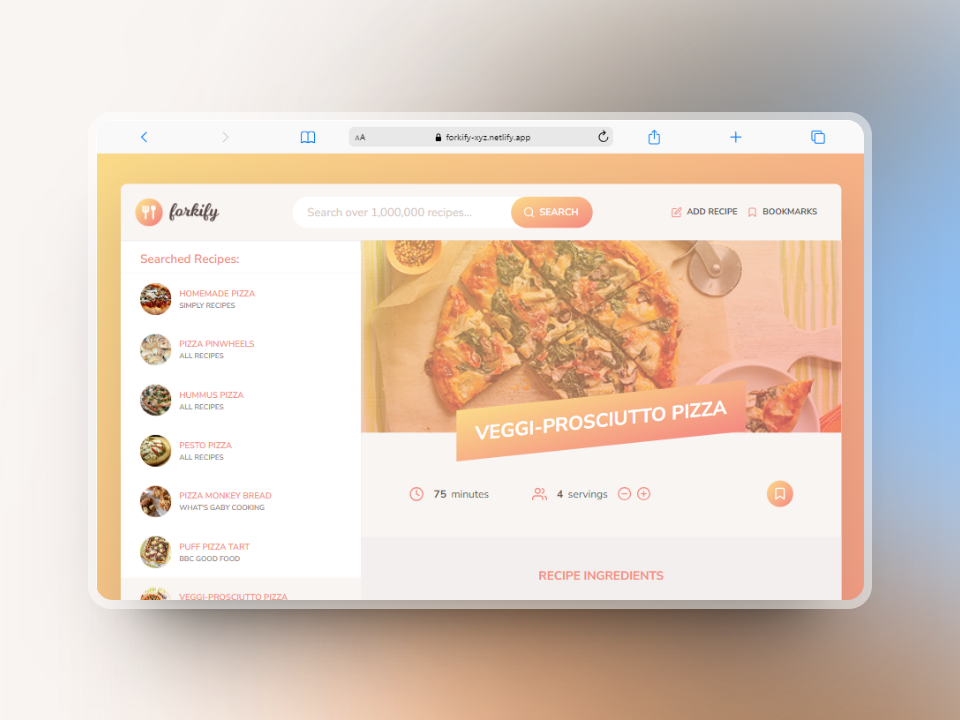 AA
forkify-xyz.netlify.app
forkify
Search over 1,000,000 recipes...
SEARCH
ADD RECIPE
BOOKMARKS
Searched Recipes:
HOMEMADE PIZZA
SIMPLY RECIPES
PIZZA PINWHEELS
ALL RECIPES
HUMMUS PIZZA
ALL RECIPES
PESTO PIZZA
ALL RECIPES
PIZZA MONKEY BREAD
WHAT'S GABY COOKING
PUFF PIZZA TART
BBC GOOD FOOD
VEGGI-PROSCIUTTO PIZZA
VEGGI-PROSCIUTTO PIZZA
75 minutes
4 servings
RECIPE INGREDIENTS